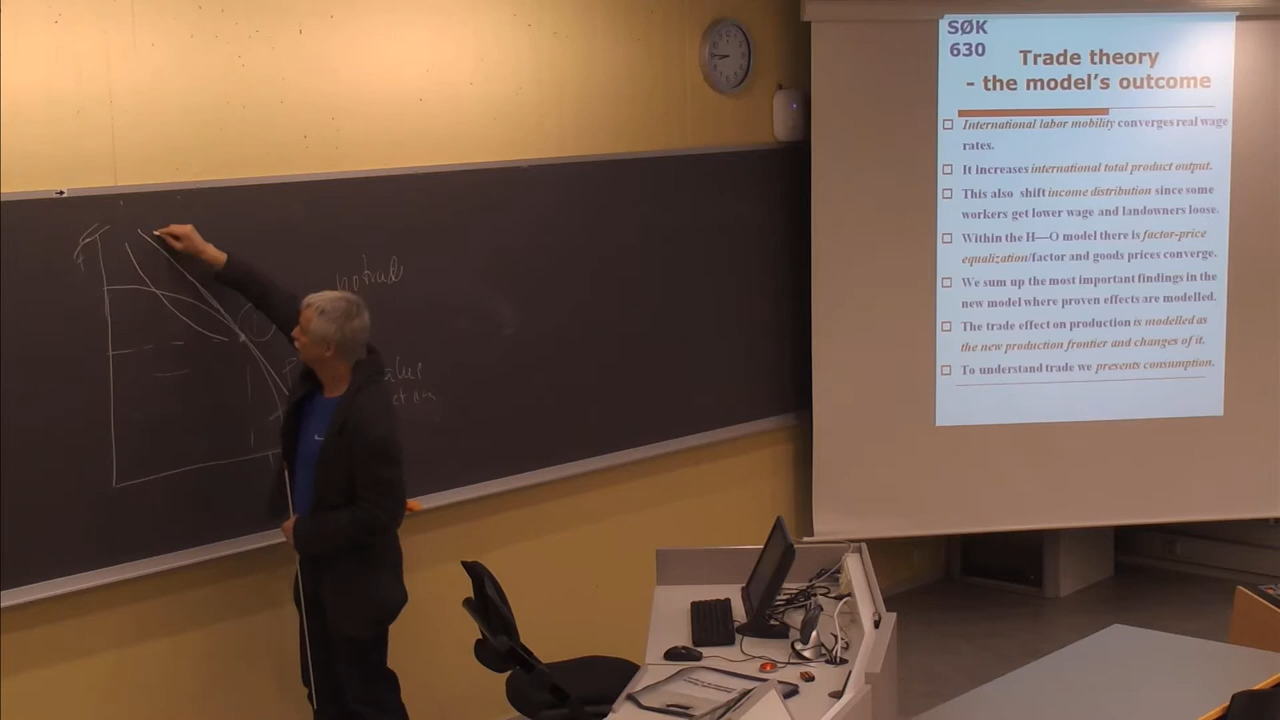 SØK
630
Trade theory
- the model's outcome
International labor mobility converges real wage
rates.
It increases international total product output.
This also shift income distribution since some
workers get lower wage and landowners loose.
Within the H—O model there is factor-price
equalization/factor and goods prices converge.
We sum up the most important findings in the
new model where proven effects are modelled.
The trade effect on production is modelled as
the new production frontier and changes of it.
To understand trade we presents consumption.